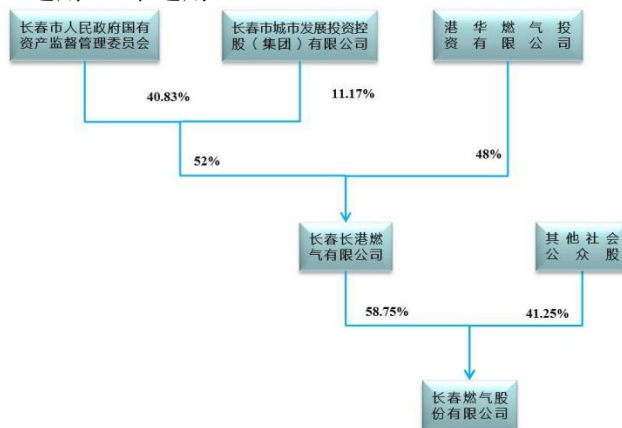 长春市人民政府国有
资产监督管理委员会
长春市城市发展投资控
股（集团）有限公司
港华燃气投
资有限公司
40.83%
11.17%
52%
48%
长春长港燃
气有限公司
其他社会
公众股
58.75%
41.25%
长春燃气股
份有限公司